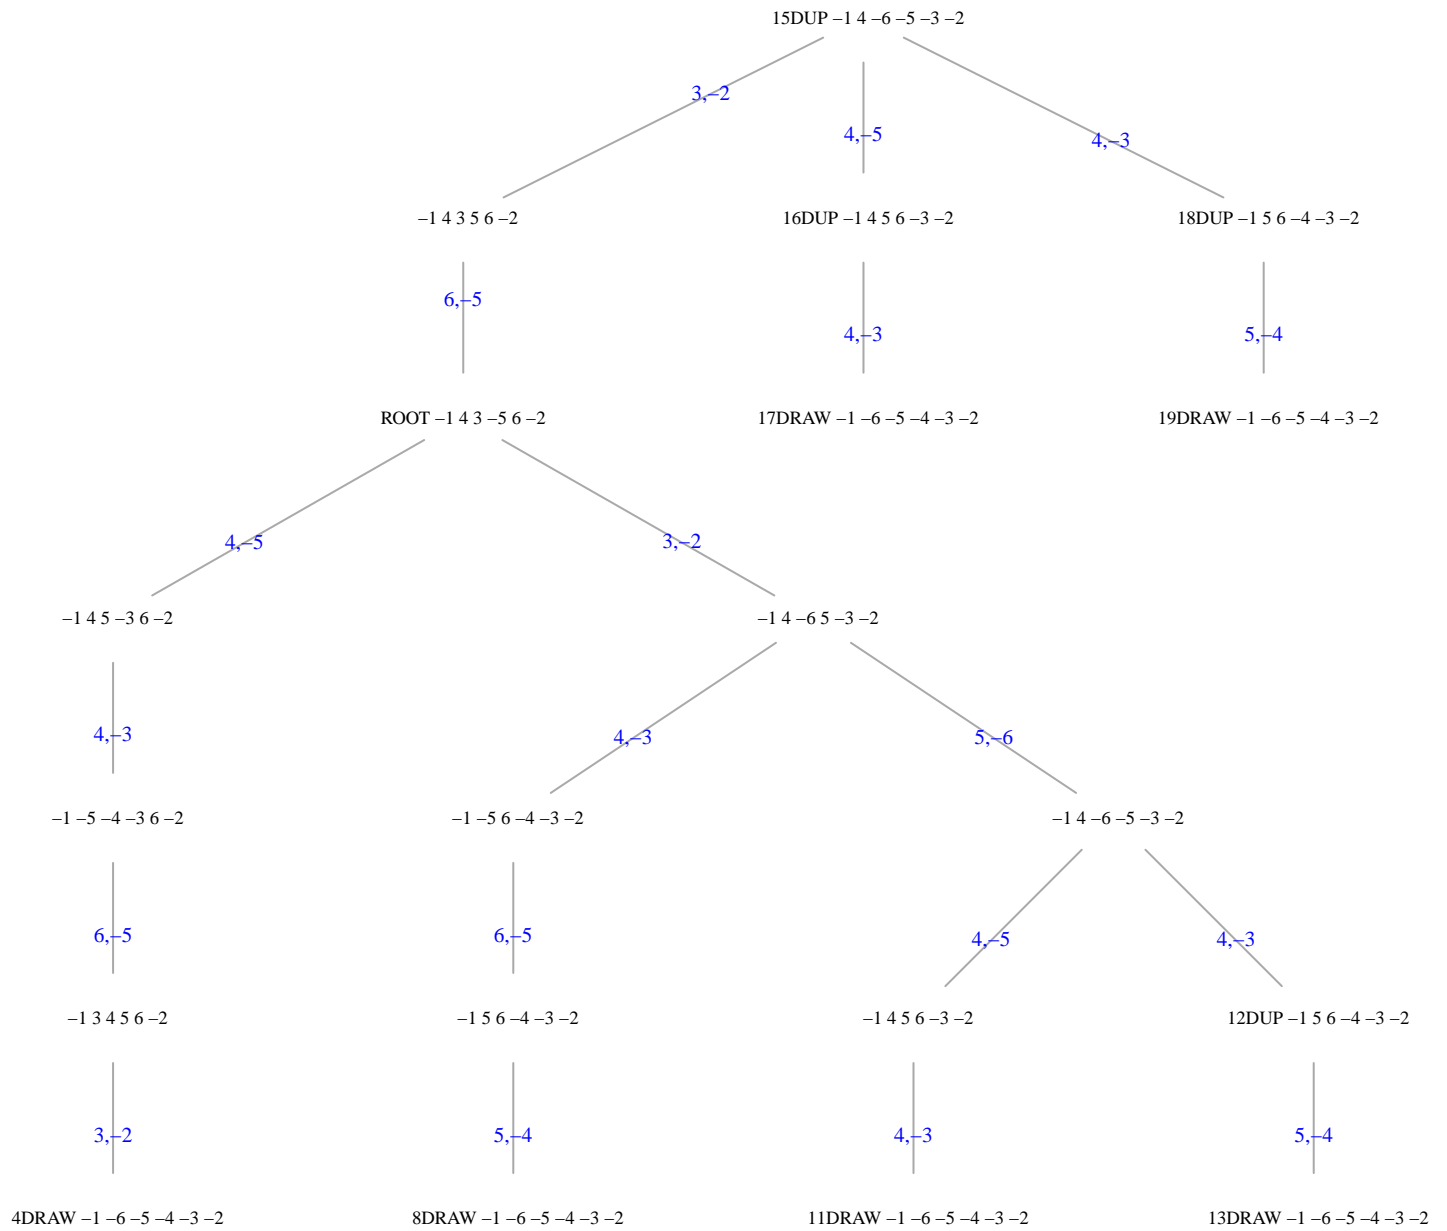 15DUP –1 4 –6 –5 –3 –2
3,–2
4,–5
4,–3
–1 4 3 5 6 –2
16DUP –1 4 5 6 –3 –2
18DUP –1 5 6 –4 –3 –2
6,–5
4,–3
5,–4
ROOT –1 4 3 –5 6 –2
17DRAW –1 –6 –5 –4 –3 –2
19DRAW –1 –6 –5 –4 –3 –2
4,–5
3,–2
–1 4 5 –3 6 –2
–1 4 –6 5 –3 –2
4,–3
4,–3
5,–6
–1 –5 –4 –3 6 –2
–1 –5 6 –4 –3 –2
–1 4 –6 –5 –3 –2
6,–5
6,–5
4,–5
4,–3
–1 3 4 5 6 –2
–1 5 6 –4 –3 –2
–1 4 5 6 –3 –2
12DUP –1 5 6 –4 –3 –2
3,–2
5,–4
4,–3
5,–4
4DRAW –1 –6 –5 –4 –3 –2
8DRAW –1 –6 –5 –4 –3 –2
11DRAW –1 –6 –5 –4 –3 –2
13DRAW –1 –6 –5 –4 –3 –2